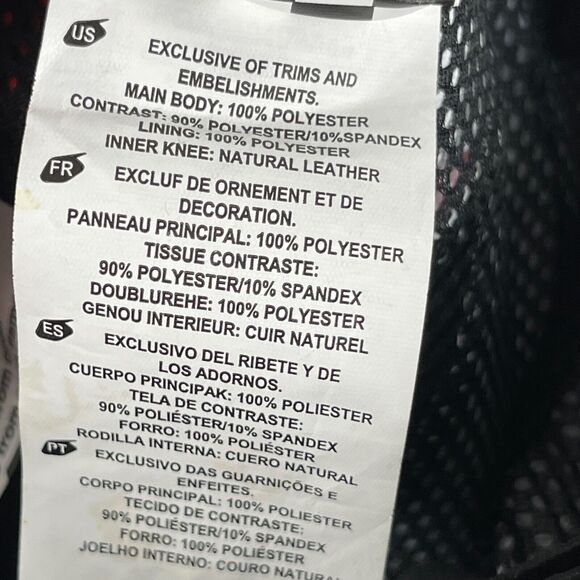 US
EXCLUSIVE OF TRIMS AND
EMBELISHMENTS.
MAIN BODY: 100% POLYESTER
CONTRAST: 90% POLYESTER/10%SPANDEX
LINING: 100% POLYESTER
INNER KNEE: NATURAL LEATHER
FR
EXCLUF DE ORNEMENT ET DE
DECORATION.
PANNEAU PRINCIPAL: 100% POLYESTER
TISSUE CONTRASTE:
90% POLYESTER/10% SPANDEX
DOUBLUREHE: 100% POLYESTER
GENOU INTERIEUR: CUIR NATUREL
ES
EXCLUSIVO DEL RIBETE Y DE
LOS ADORNOS.
CUERPO PRINCIPAK: 100% POLIESTER
TELA DE CONTRASTE:
90% POLIÉSTER/10% SPANDEX
FORRO: 100% POLIÉSTER
RODILLA INTERNA: CUERO NATURAL
PT
EXCLUSIVO DAS GUARNIÇÕES E
ENFEITES.
CORPO PRINCIPAL: 100% POLIESTER
TECIDO DE CONTRASTE:
90% POLIÉSTER/10% SPANDEX
FORRO: 100% POLIÉSTER
JOELHO INTERNO: COURO NATURAL